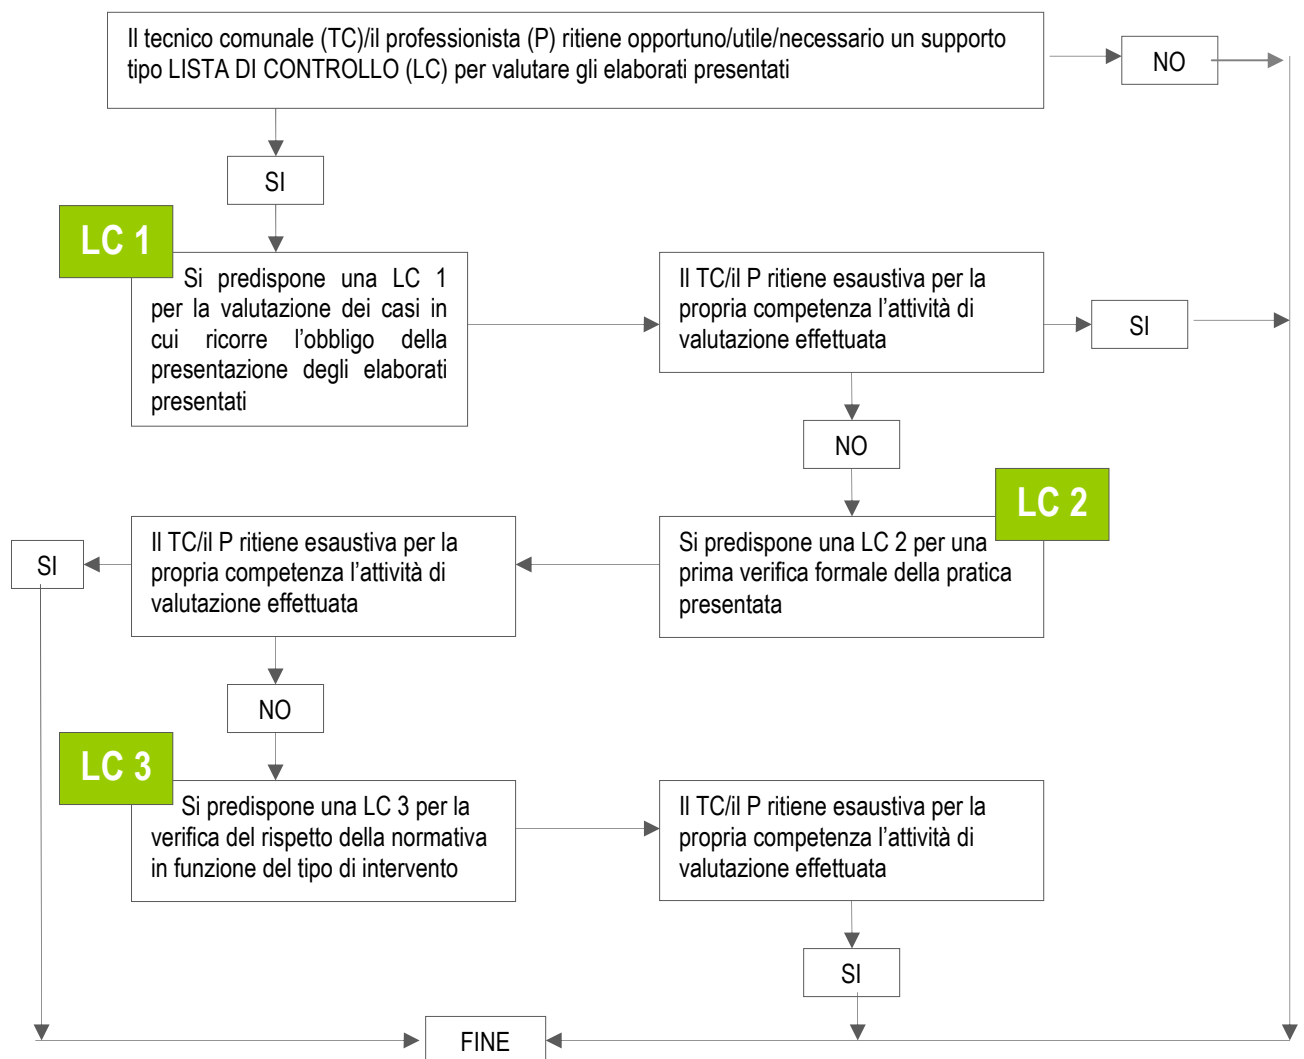 Il tecnico comunale (TC)/il professionista (P) ritiene opportuno/utile/necessario un supporto
tipo LISTA DI CONTROLLO (LC) per valutare gli elaborati presentati
NO
SI
LC 1
Si predispone una LC 1
per la valutazione dei casi in
cui ricorre l’obbligo della
presentazione degli elaborati
presentati
Il TC/il P ritiene esaustiva per la
propria competenza l’attività di
valutazione effettuata
SI
NO
LC 2
Si predispone una LC 2 per una
prima verifica formale della pratica
presentata
Il TC/il P ritiene esaustiva per la
propria competenza l’attività di
valutazione effettuata
SI
NO
LC 3
Si predispone una LC 3 per la
verifica del rispetto della normativa
in funzione del tipo di intervento
Il TC/il P ritiene esaustiva per la
propria competenza l’attività di
valutazione effettuata
SI
FINE